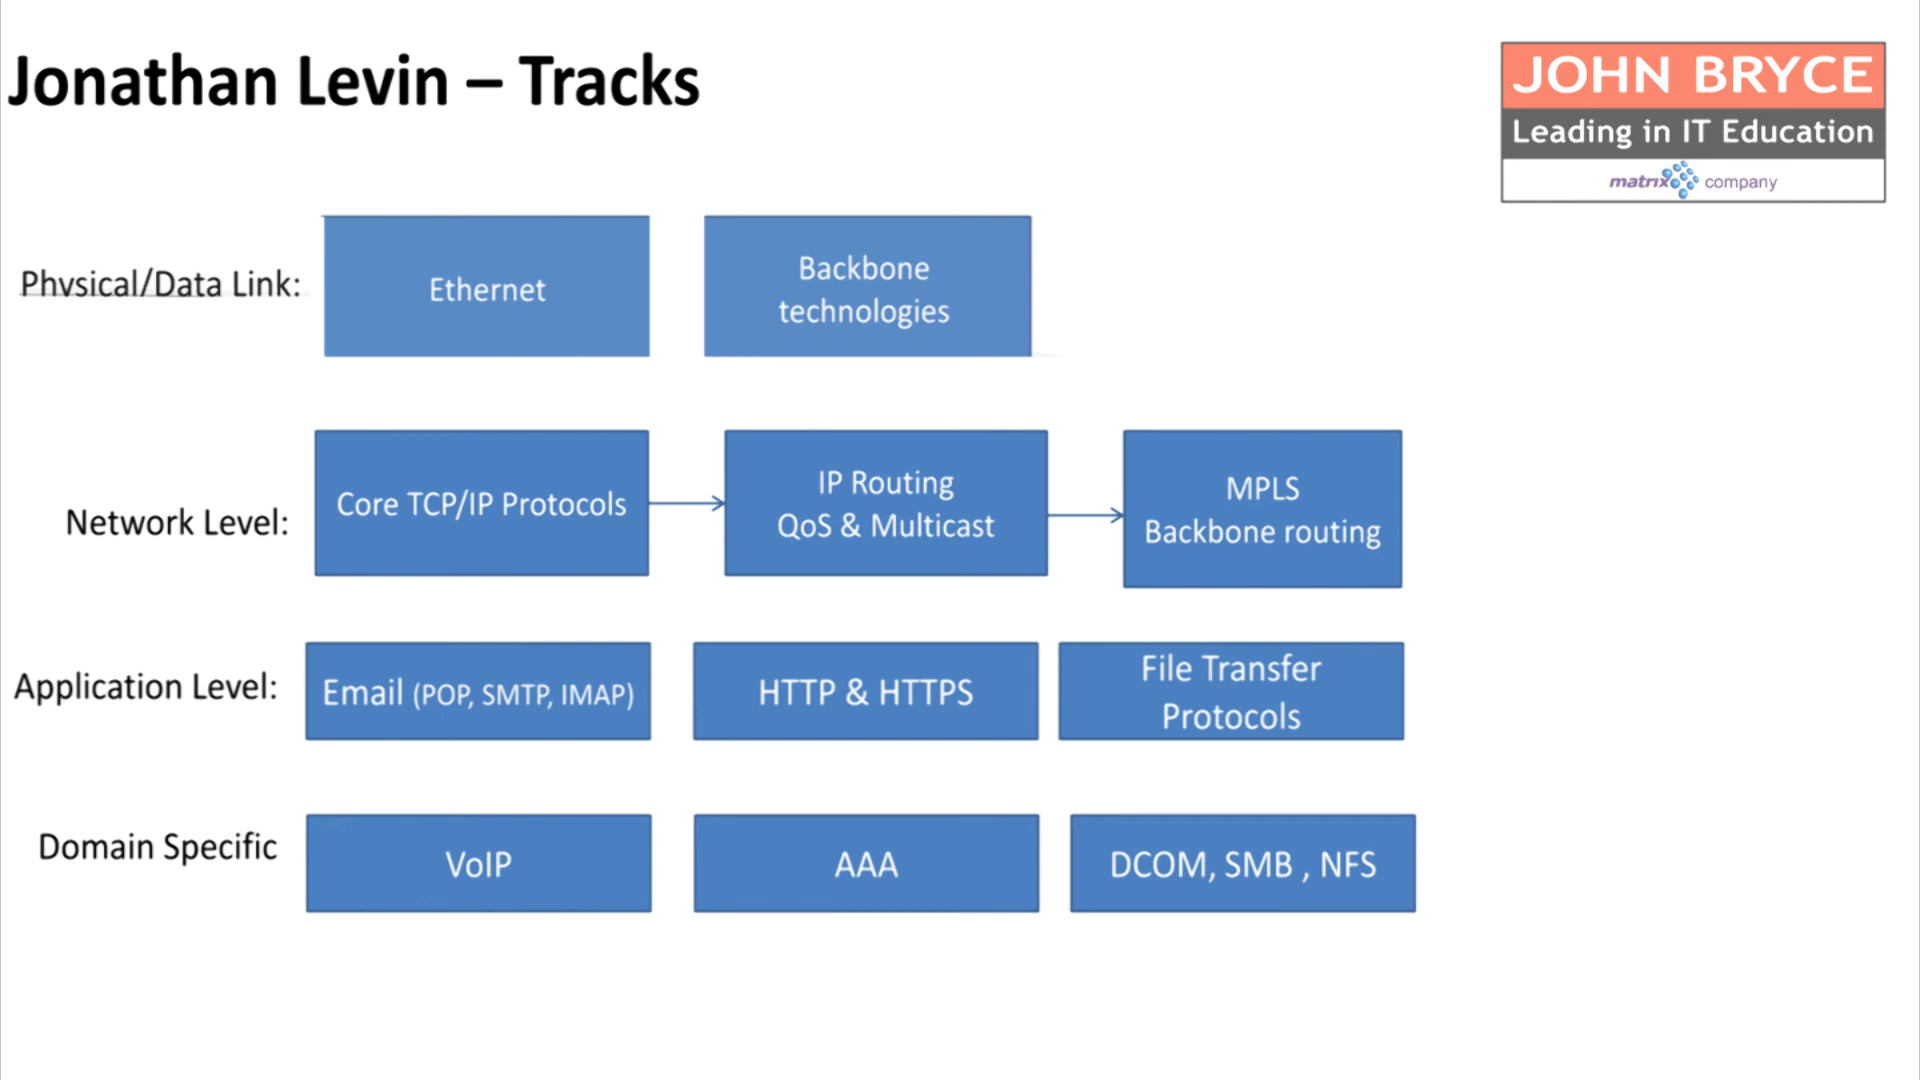 Jonathan Levin – Tracks
JOHN BRYCE
Leading in IT Education
matrix company
Physical/Data Link:
Ethernet
Backbone
technologies
Network Level:
Core TCP/IP Protocols
IP Routing
QoS & Multicast
MPLS
Backbone routing
Application Level:
Email (POP, SMTP, IMAP)
HTTP & HTTPS
File Transfer
Protocols
Domain Specific
VoIP
AAA
DCOM, SMB , NFS